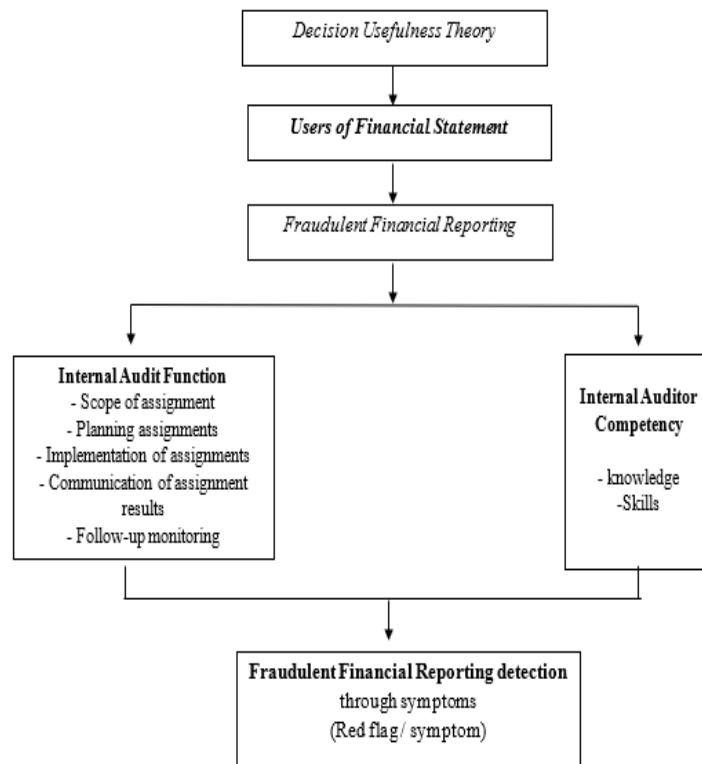 Decision Usefulness Theory
Users of Financial Statement
Fraudulent Financial Reporting
Internal Audit Function
- Scope of assignment
- Planning assignments
- Implementation of assignments
- Communication of assignment
results
- Follow-up monitoring
Internal Auditor
Competency
- knowledge
-Skills
Fraudulent Financial Reporting detection
through symptoms
(Red flag / symptom)